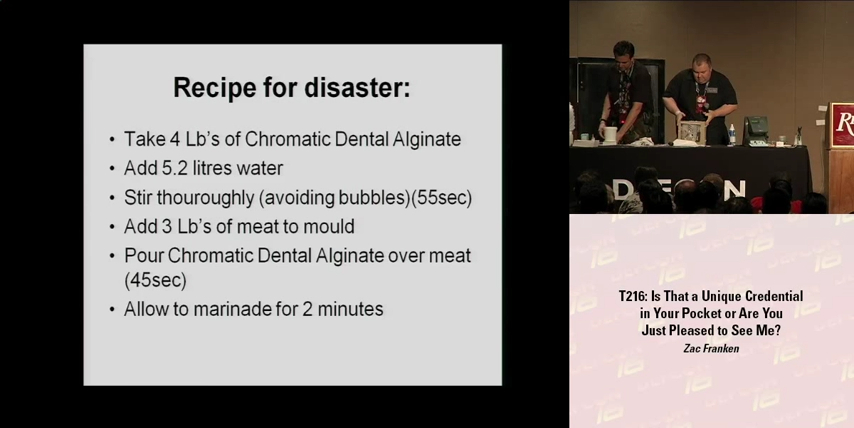 Recipe for disaster:
• Take 4 Lb's of Chromatic Dental Alginate
• Add 5.2 litres water
• Stir thouroughly (avoiding bubbles)(55sec)
• Add 3 Lb's of meat to mould
• Pour Chromatic Dental Alginate over meat
(45sec)
• Allow to marinade for 2 minutes
T216: Is That a Unique Credential
in Your Pocket or Are You
Just Pleased to See Me?
Zac Franken